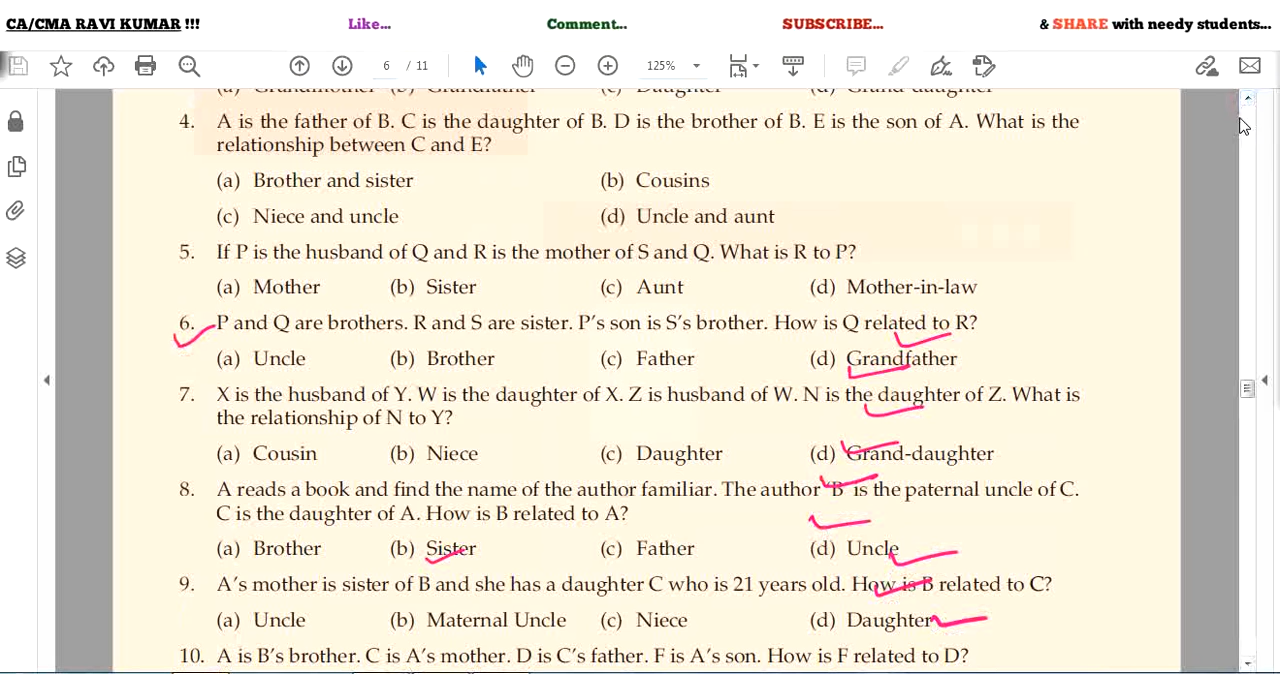 CA/CMA RAVI KUMAR !!! Like... Comment... SUBSCRIBE... & SHARE with needy students...
6 / 11 125%
(a) Grandmother (b) Grandfather (c) Daughter (d) Grand-daughter
4. A is the father of B. C is the daughter of B. D is the brother of B. E is the son of A. What is the
relationship between C and E?
(a) Brother and sister (b) Cousins
(c) Niece and uncle (d) Uncle and aunt
5. If P is the husband of Q and R is the mother of S and Q. What is R to P?
(a) Mother (b) Sister (c) Aunt (d) Mother-in-law
6. P and Q are brothers. R and S are sister. P's son is S's brother. How is Q related to R?
(a) Uncle (b) Brother (c) Father (d) Grandfather
7. X is the husband of Y. W is the daughter of X. Z is husband of W. N is the daughter of Z. What is
the relationship of N to Y?
(a) Cousin (b) Niece (c) Daughter (d) Grand-daughter
8. A reads a book and find the name of the author familiar. The author 'B' is the paternal uncle of C.
C is the daughter of A. How is B related to A?
(a) Brother (b) Sister (c) Father (d) Uncle
9. A's mother is sister of B and she has a daughter C who is 21 years old. How is B related to C?
(a) Uncle (b) Maternal Uncle (c) Niece (d) Daughter
10. A is B's brother. C is A's mother. D is C's father. F is A's son. How is F related to D?